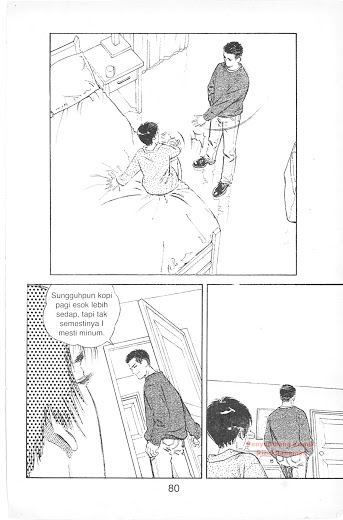 Sungguhpun kopi
pagi esok lebih
sedap, tapi tak
semestinya I
mesti minum.
80